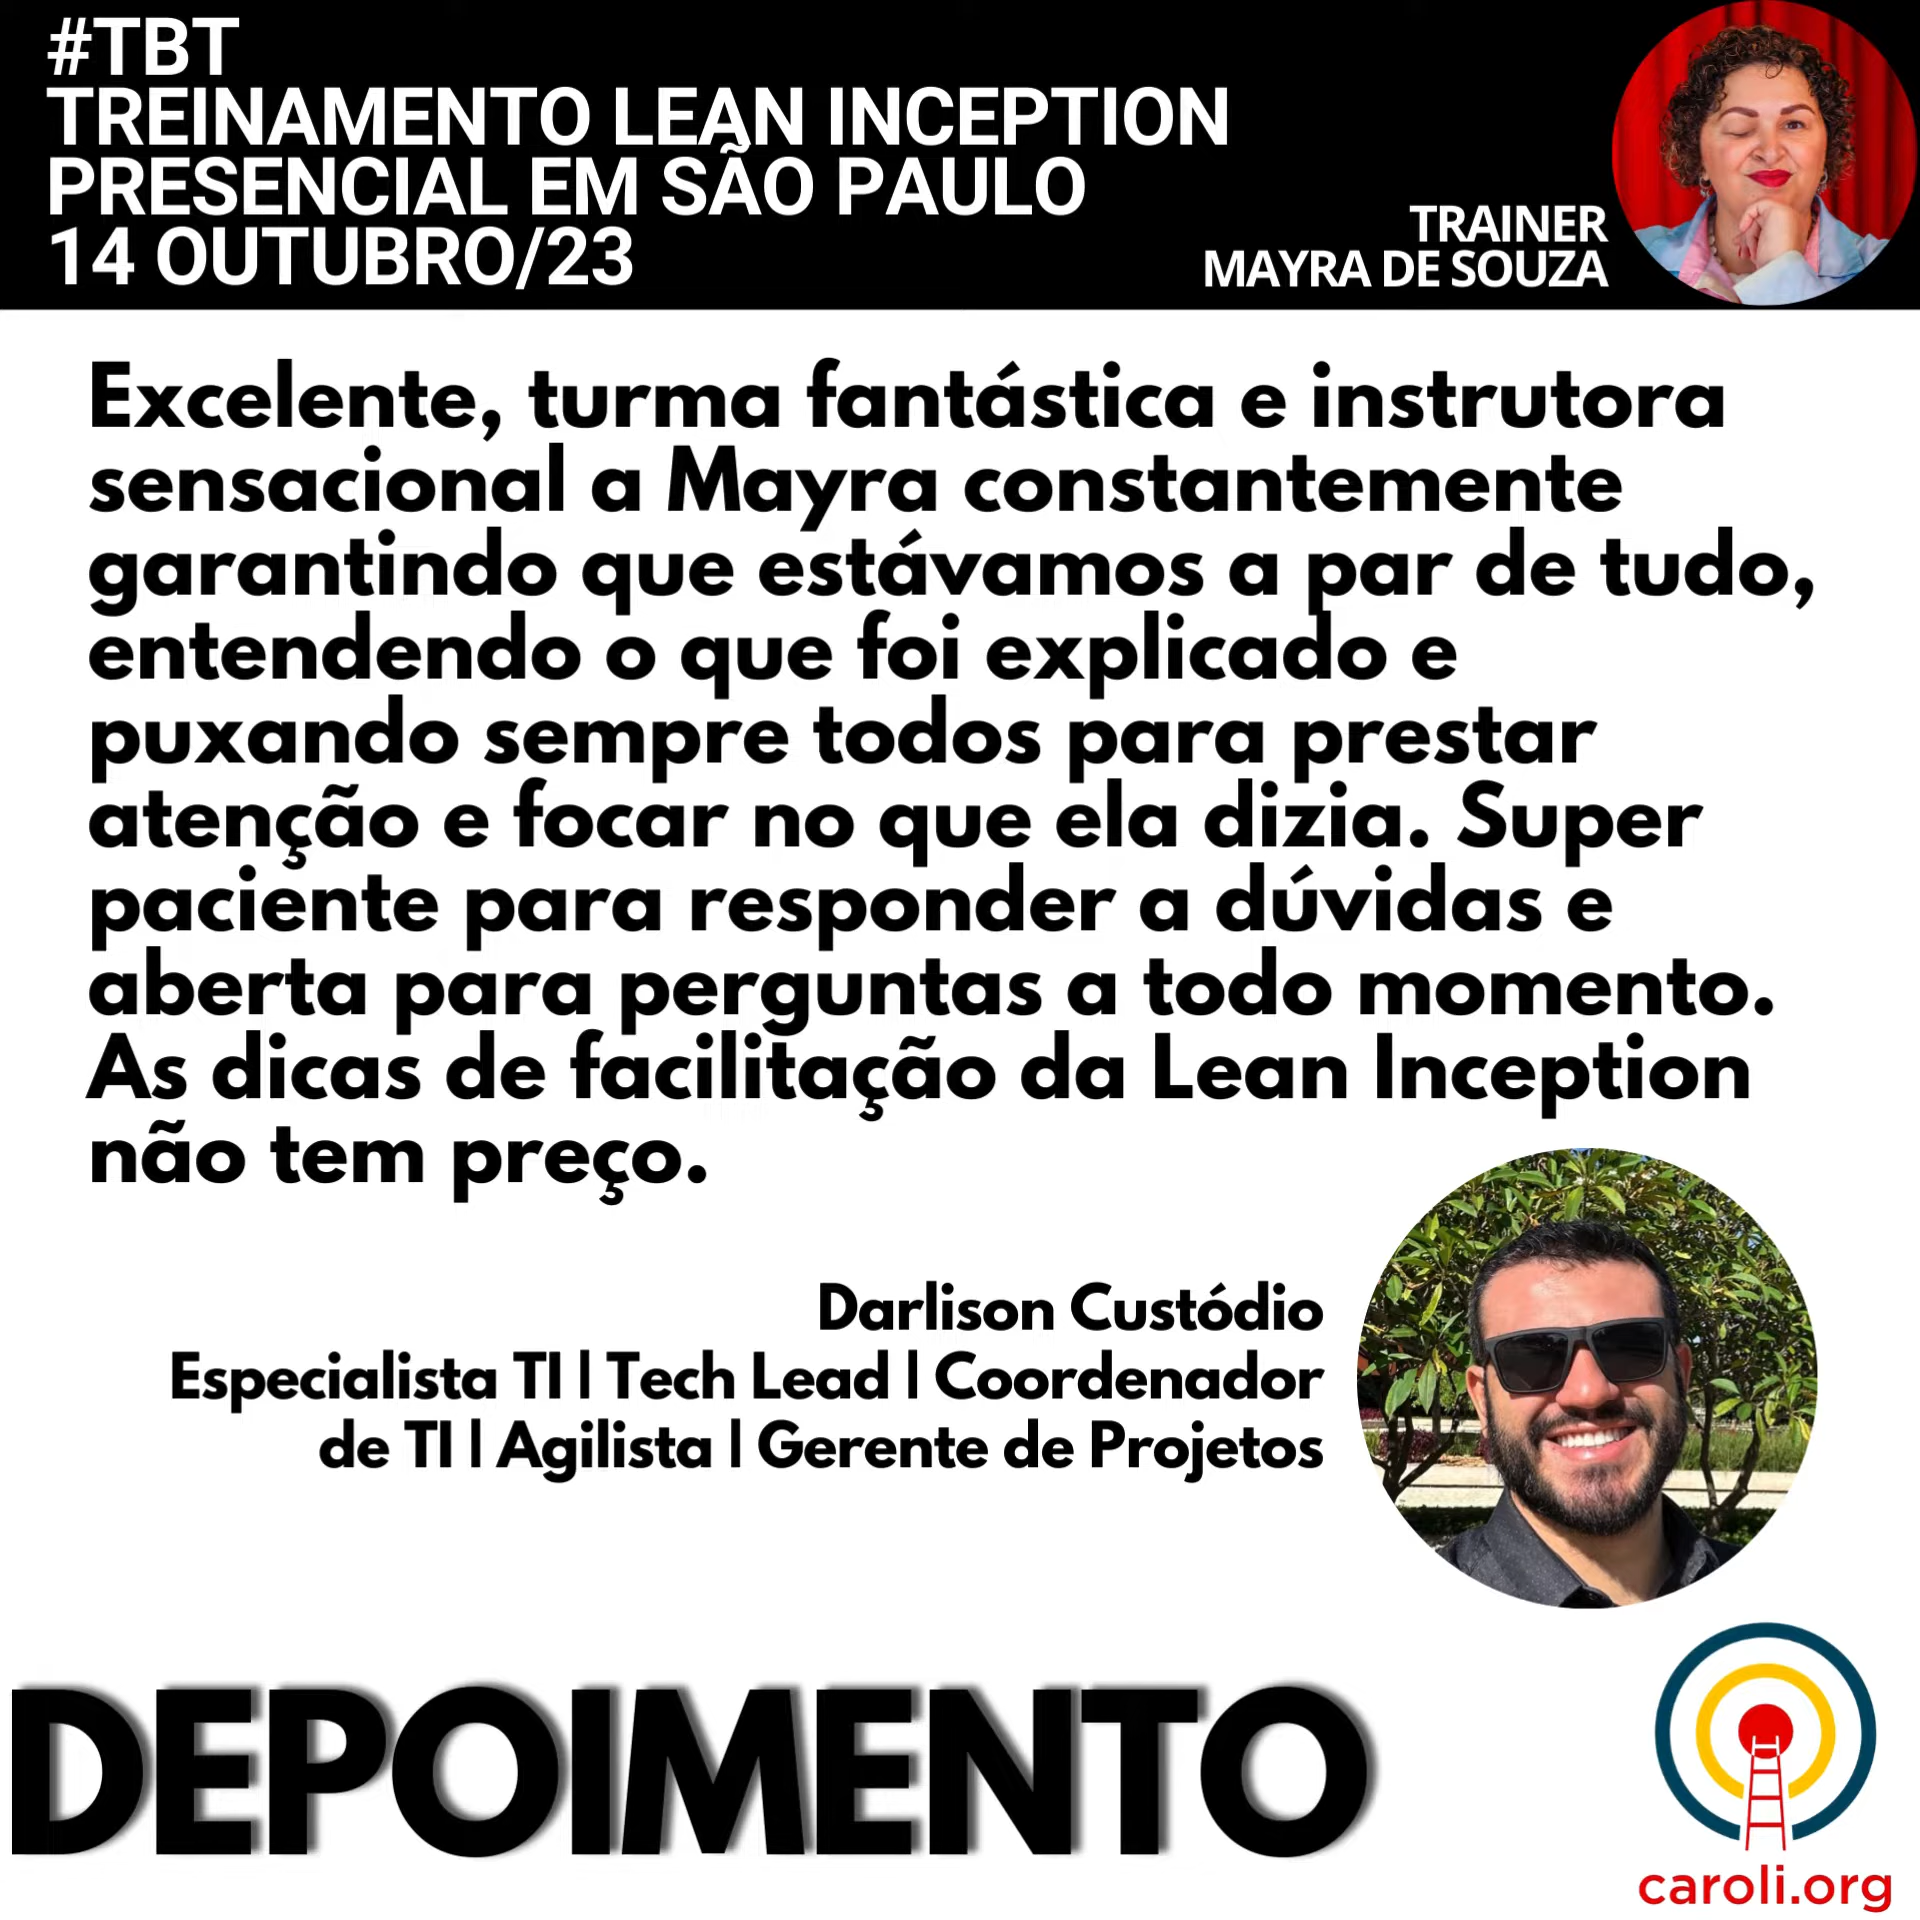 #TBT
TREINAMENTO LEAN INCEPTION
PRESENCIAL EM SÃO PAULO
14 OUTUBRO/23
TRAINER
MAYRA DE SOUZA
Excelente, turma fantástica e instrutora
sensacional a Mayra constantemente
garantindo que estávamos a par de tudo,
entendendo o que foi explicado e
puxando sempre todos para prestar
atenção e focar no que ela dizia. Super
paciente para responder a dúvidas e
aberta para perguntas a todo momento.
As dicas de facilitação da Lean Inception
não tem preço.
Darlison Custódio
Especialista TI | Tech Lead | Coordenador
de TI | Agilista | Gerente de Projetos
DEPOIMENTO
caroli.org